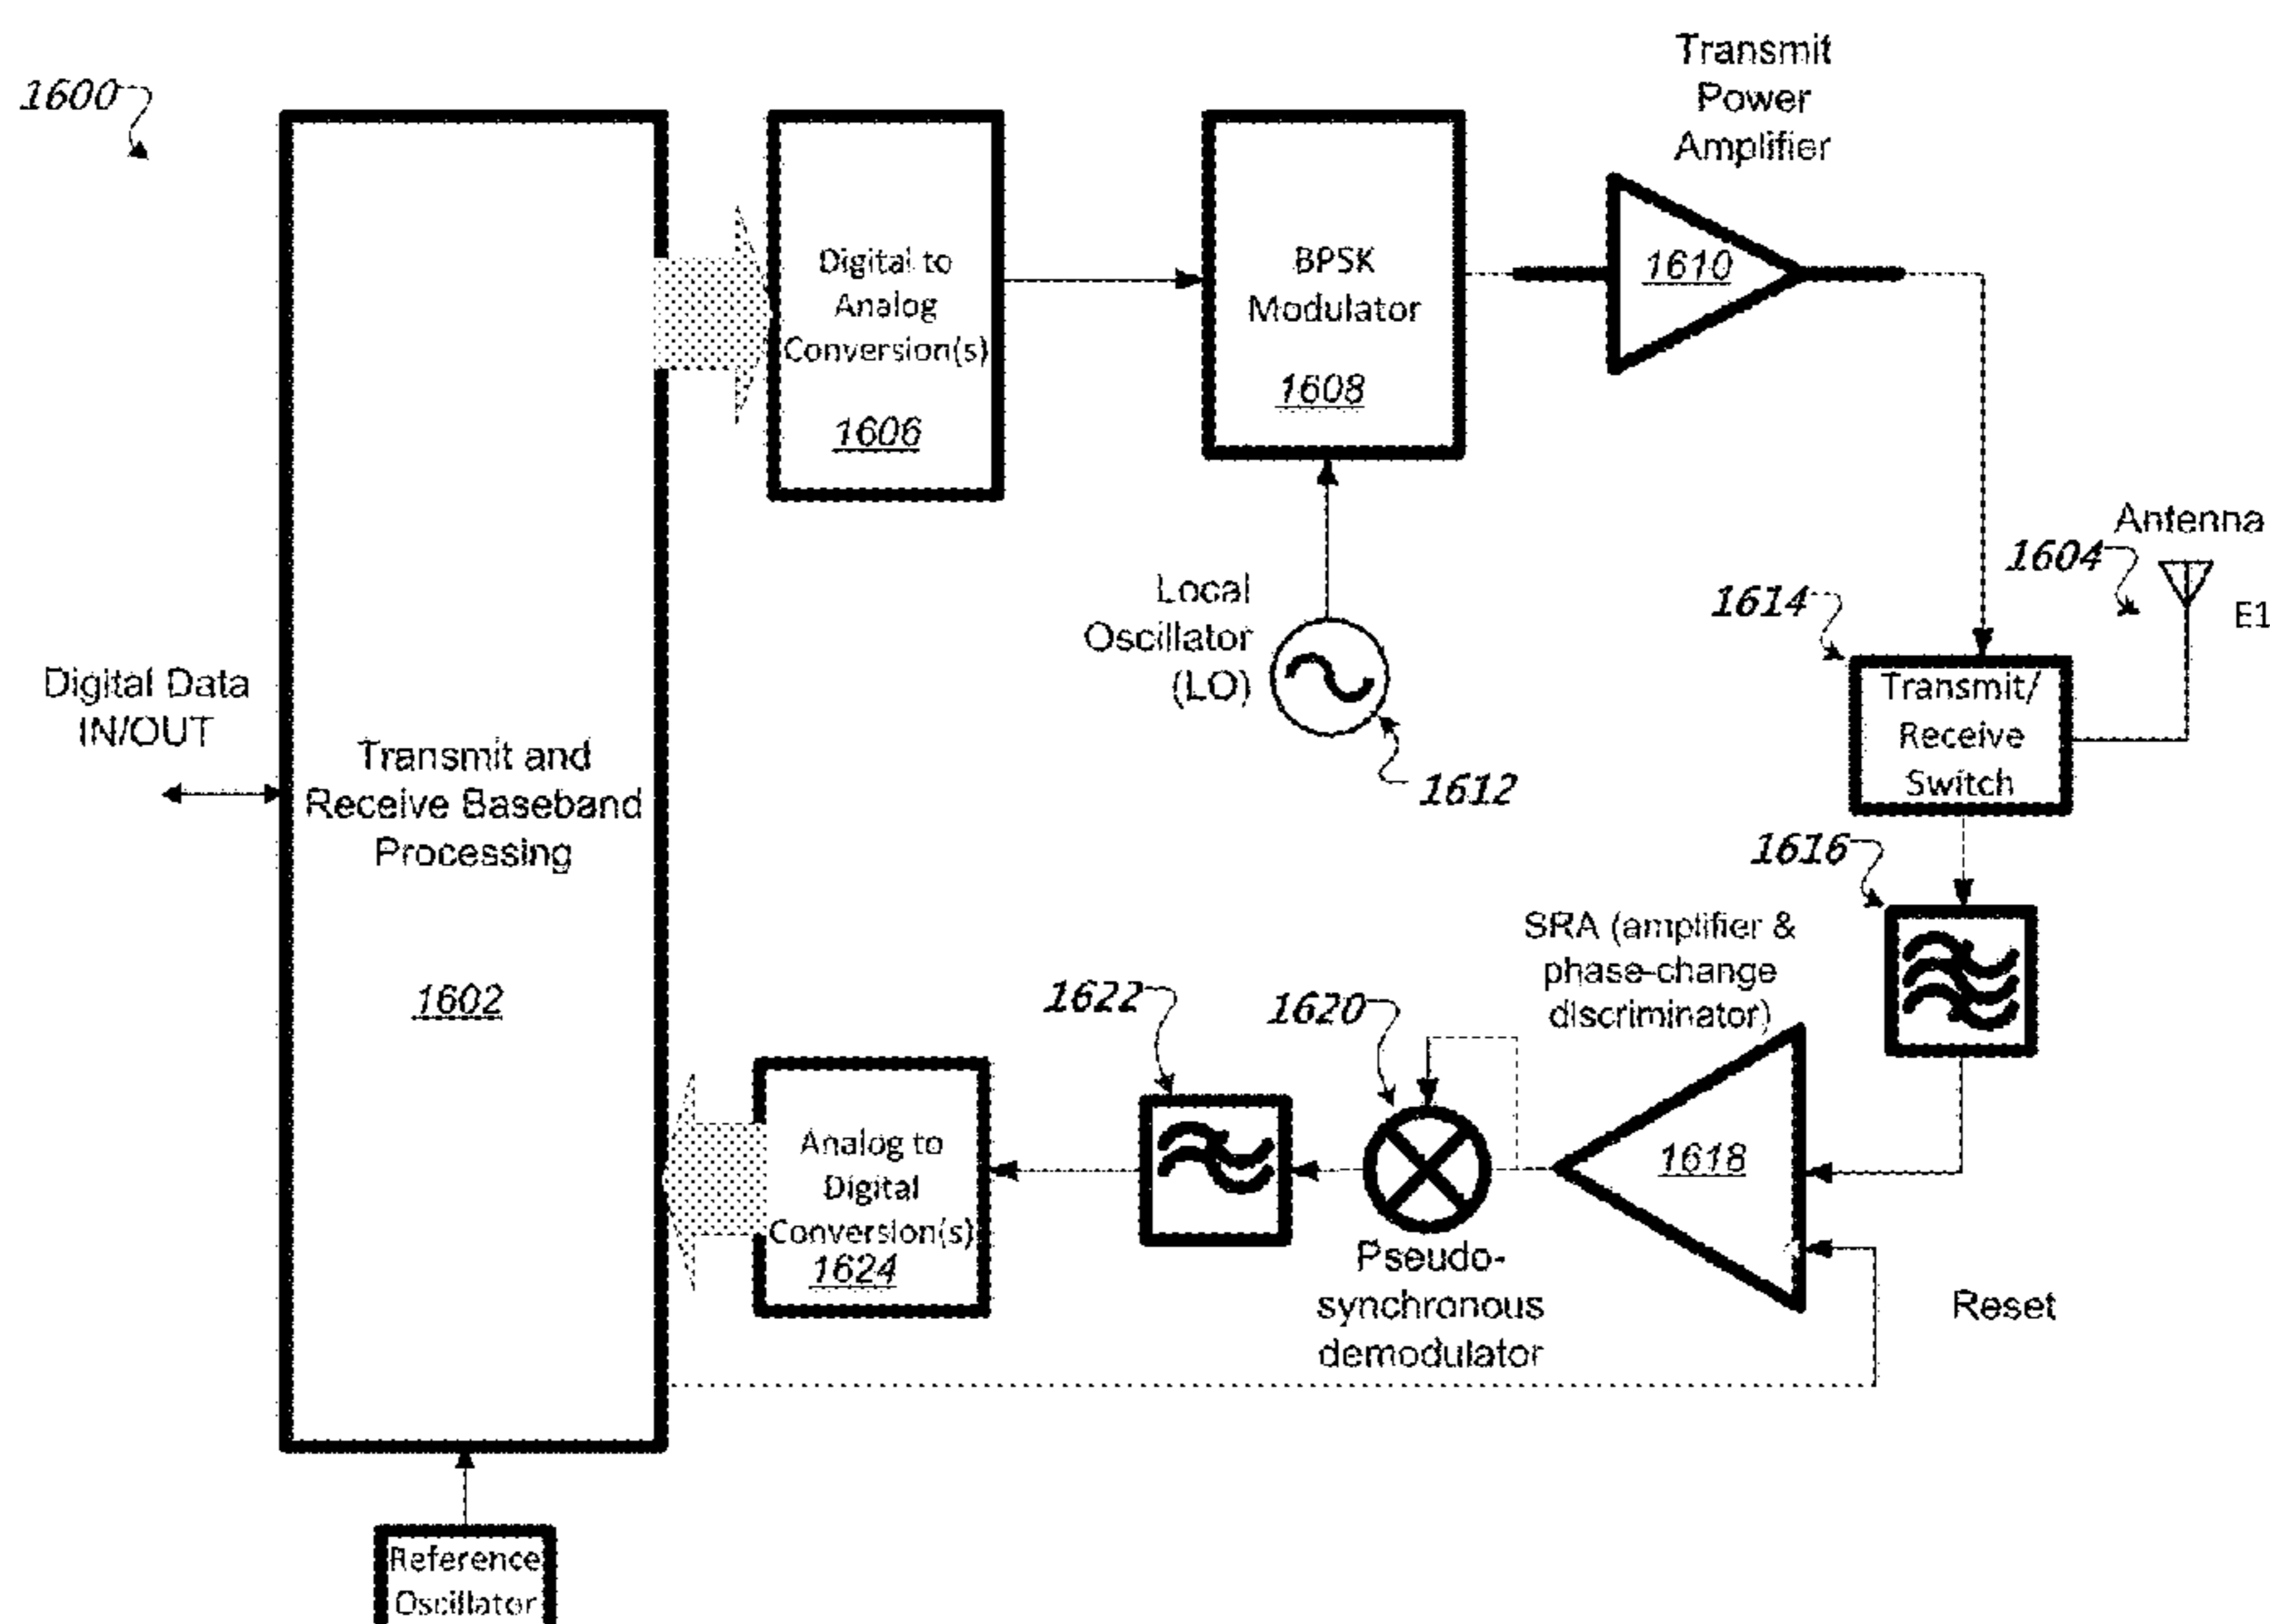 1600
Transmit
Power
Amplifier
Digital to
Analog
Conversion(s)
1606
BPSK
Modulator
1608
1610
Antenna
1604
E1
1614
Local
Oscillator
(LO)
1612
Transmit/
Receive
Switch
Digital Data
IN/OUT
Transmit and
Receive Baseband
Processing
1602
1616
SRA (amplifier &
phase-change
discriminator)
1622
1620
1618
Analog to
Digital
Conversion(s)
1624
Pseudo-
synchronous
demodulator
Reset
Reference
Oscillator